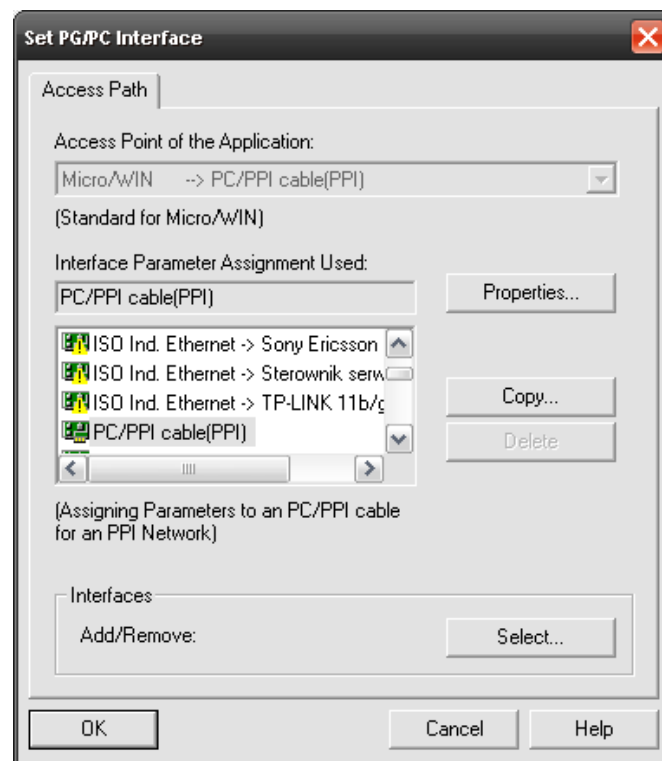 Set PG/PC Interface
Access Path
Access Point of the Application:
Micro/WIN --> PC/PPI cable(PPI)
(Standard for Micro/WIN)
Interface Parameter Assignment Used:
PC/PPI cable(PPI)
Properties...
ISO Ind. Ethernet -> Sony Ericsson
ISO Ind. Ethernet -> Sterownik serw
ISO Ind. Ethernet -> TP-LINK 11b/g
PC/PPI cable(PPI)
Copy...
Delete
(Assigning Parameters to an PC/PPI cable
for an PPI Network)
Interfaces
Add/Remove:
Select...
OK
Cancel
Help